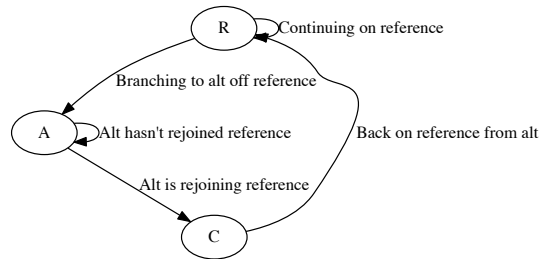 R
Continuing on reference
Branching to alt off reference
A
Alt hasn't rejoined reference
Back on reference from alt
Alt is rejoining reference
C